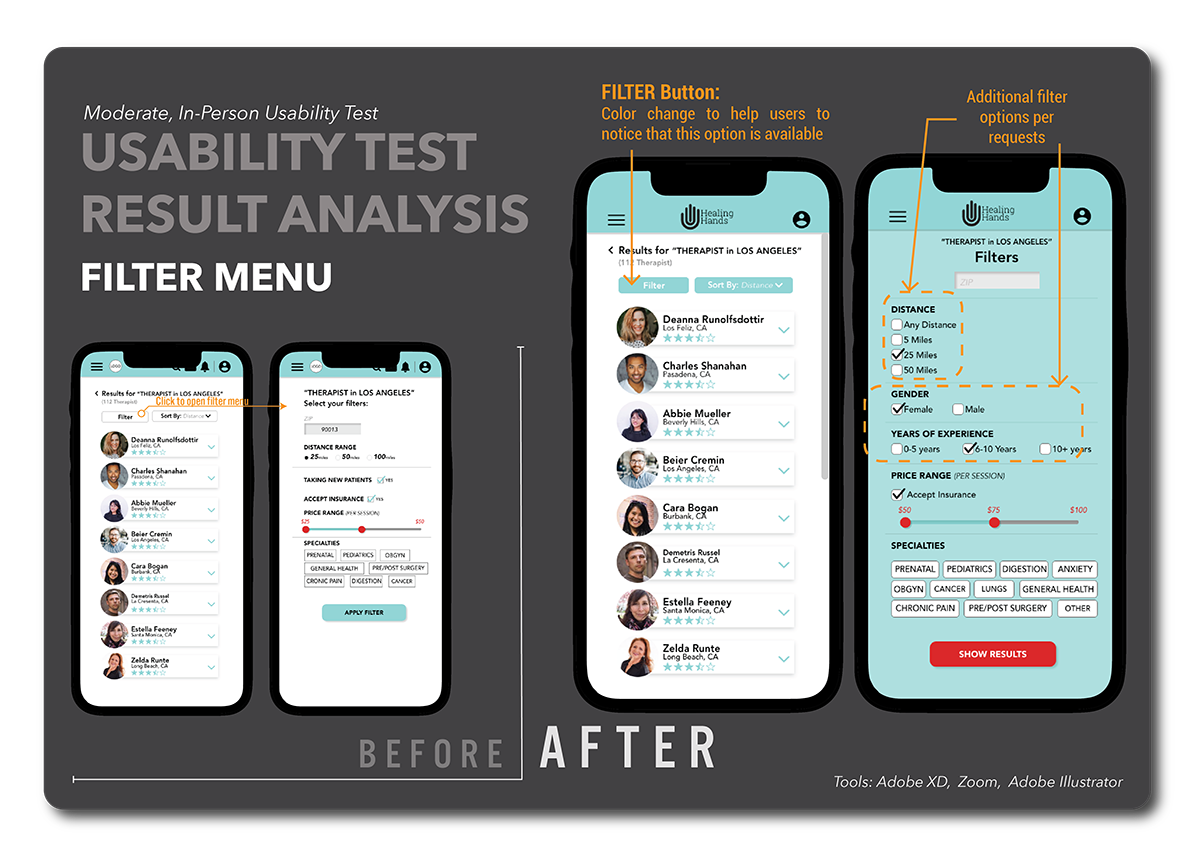 Moderate, In-Person Usability Test
USABILITY TEST
RESULT ANALYSIS
FILTER MENU
LOGO
Results for "THERAPIST in LOS ANGELES"
(112 Therapist)
Click to open filter menu
Filter
Sort By: Distance
Deanna Runolfsdottir
Los Feliz, CA
Charles Shanahan
Pasadena, CA
Abbie Mueller
Beverly Hills, CA
Beier Cremin
Los Angeles, CA
Cara Bogan
Burbank, CA
Demetris Russel
La Cresenta, CA
Estella Feeney
Santa Monica, CA
Zelda Runte
Long Beach, CA
"THERAPIST in LOS ANGELES"
Select your filters:
ZIP
90013
DISTANCE RANGE
25miles 50miles 100miles
TAKING NEW PATIENTS YES
ACCEPT INSURANCE YES
PRICE RANGE (PER SESSION)
$25 $50
SPECIALTIES
PRENATAL PEDIATRICS OBGYN
GENERAL HEALTH PRE/POST SURGERY
CRONIC PAIN DIGESTION CANCER
APPLY FILTER
BEFORE
FILTER Button:
Color change to help users to
notice that this option is available
Healing
Hands
Results for "THERAPIST in LOS ANGELES"
(112 Therapist)
Filter
Sort By: Distance
Deanna Runolfsdottir
Los Feliz, CA
Charles Shanahan
Pasadena, CA
Abbie Mueller
Beverly Hills, CA
Beier Cremin
Los Angeles, CA
Cara Bogan
Burbank, CA
Demetris Russel
La Cresenta, CA
Estella Feeney
Santa Monica, CA
Zelda Runte
Long Beach, CA
Additional filter
options per
requests
Healing
Hands
"THERAPIST in LOS ANGELES"
Filters
ZIP
DISTANCE
Any Distance
5 Miles
25 Miles
50 Miles
GENDER
Female Male
YEARS OF EXPERIENCE
0-5 years 6-10 Years 10+ years
PRICE RANGE (PER SESSION)
Accept Insurance
$50 $75 $100
SPECIALTIES
PRENATAL PEDIATRICS DIGESTION ANXIETY
OBGYN CANCER LUNGS GENERAL HEALTH
CHRONIC PAIN PRE/POST SURGERY OTHER
SHOW RESULTS
AFTER
Tools: Adobe XD, Zoom, Adobe Illustrator